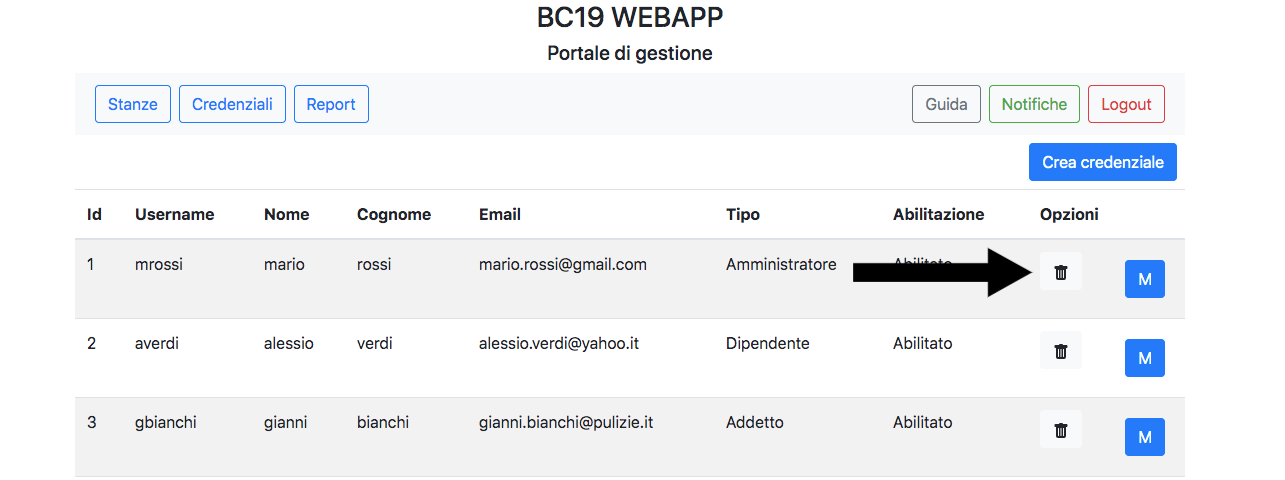 BC19 WEBAPP
Portale di gestione
Stanze Credenziali Report Guida Notifiche Logout
Crea credenziale
Id Username Nome Cognome Email Tipo Abilitazione Opzioni
1 mrossi mario rossi mario.rossi@gmail.com Amministratore Abilitato M
2 averdi alessio verdi alessio.verdi@yahoo.it Dipendente Abilitato M
3 gbianchi gianni bianchi gianni.bianchi@pulizie.it Addetto Abilitato M